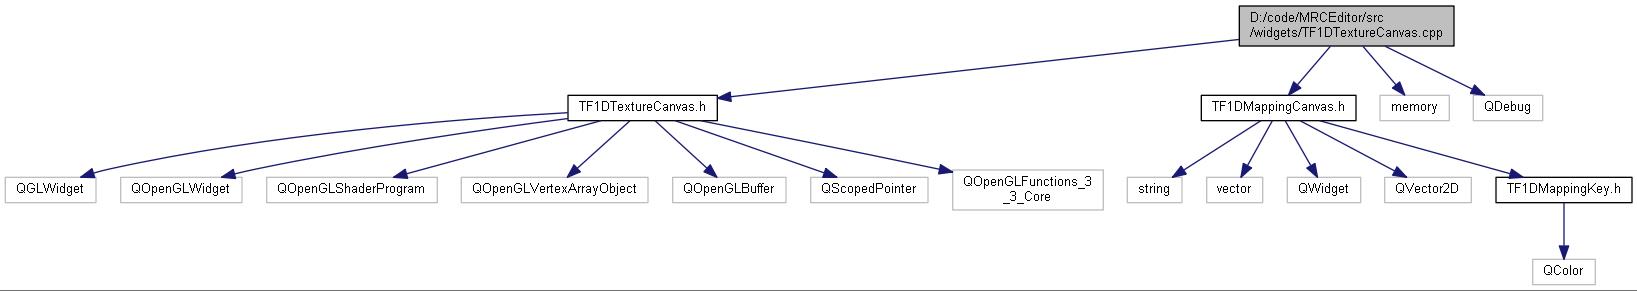 D:/code/MRCEditor/src
/widgets/TF1DTextureCanvas.cpp
TF1DTextureCanvas.h
TF1DMappingCanvas.h
memory
QDebug
QGLWidget
QOpenGLWidget
QOpenGLShaderProgram
QOpenGLVertexArrayObject
QOpenGLBuffer
QScopedPointer
QOpenGLFunctions_3
_3_Core
string
vector
QWidget
QVector2D
TF1DMappingKey.h
QColor